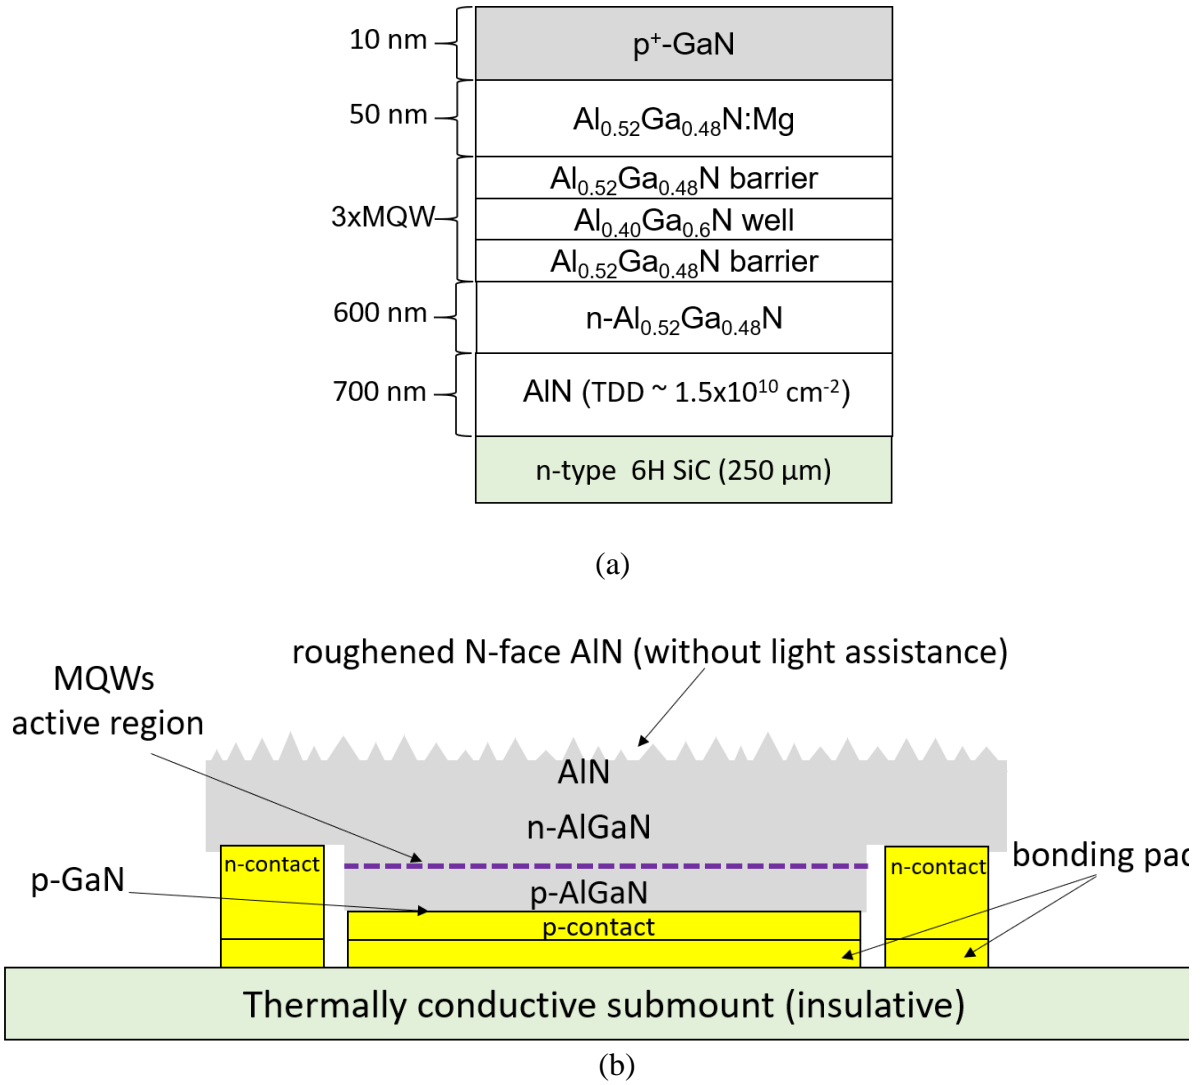 10 nm
p⁺-GaN
50 nm
Al₀.₅₂Ga₀.₄₈N:Mg
3xMQW
Al₀.₅₂Ga₀.₄₈N barrier
Al₀.₄₀Ga₀.₆N well
Al₀.₅₂Ga₀.₄₈N barrier
600 nm
n-Al₀.₅₂Ga₀.₄₈N
700 nm
AlN (TDD ~ 1.5x10¹⁰ cm⁻²)
n-type 6H SiC (250 µm)
(a)
roughened N-face AlN (without light assistance)
MQWs
active region
AlN
n-AlGaN
n-contact
n-contact
bonding pad
p-GaN
p-AlGaN
p-contact
Thermally conductive submount (insulative)
(b)